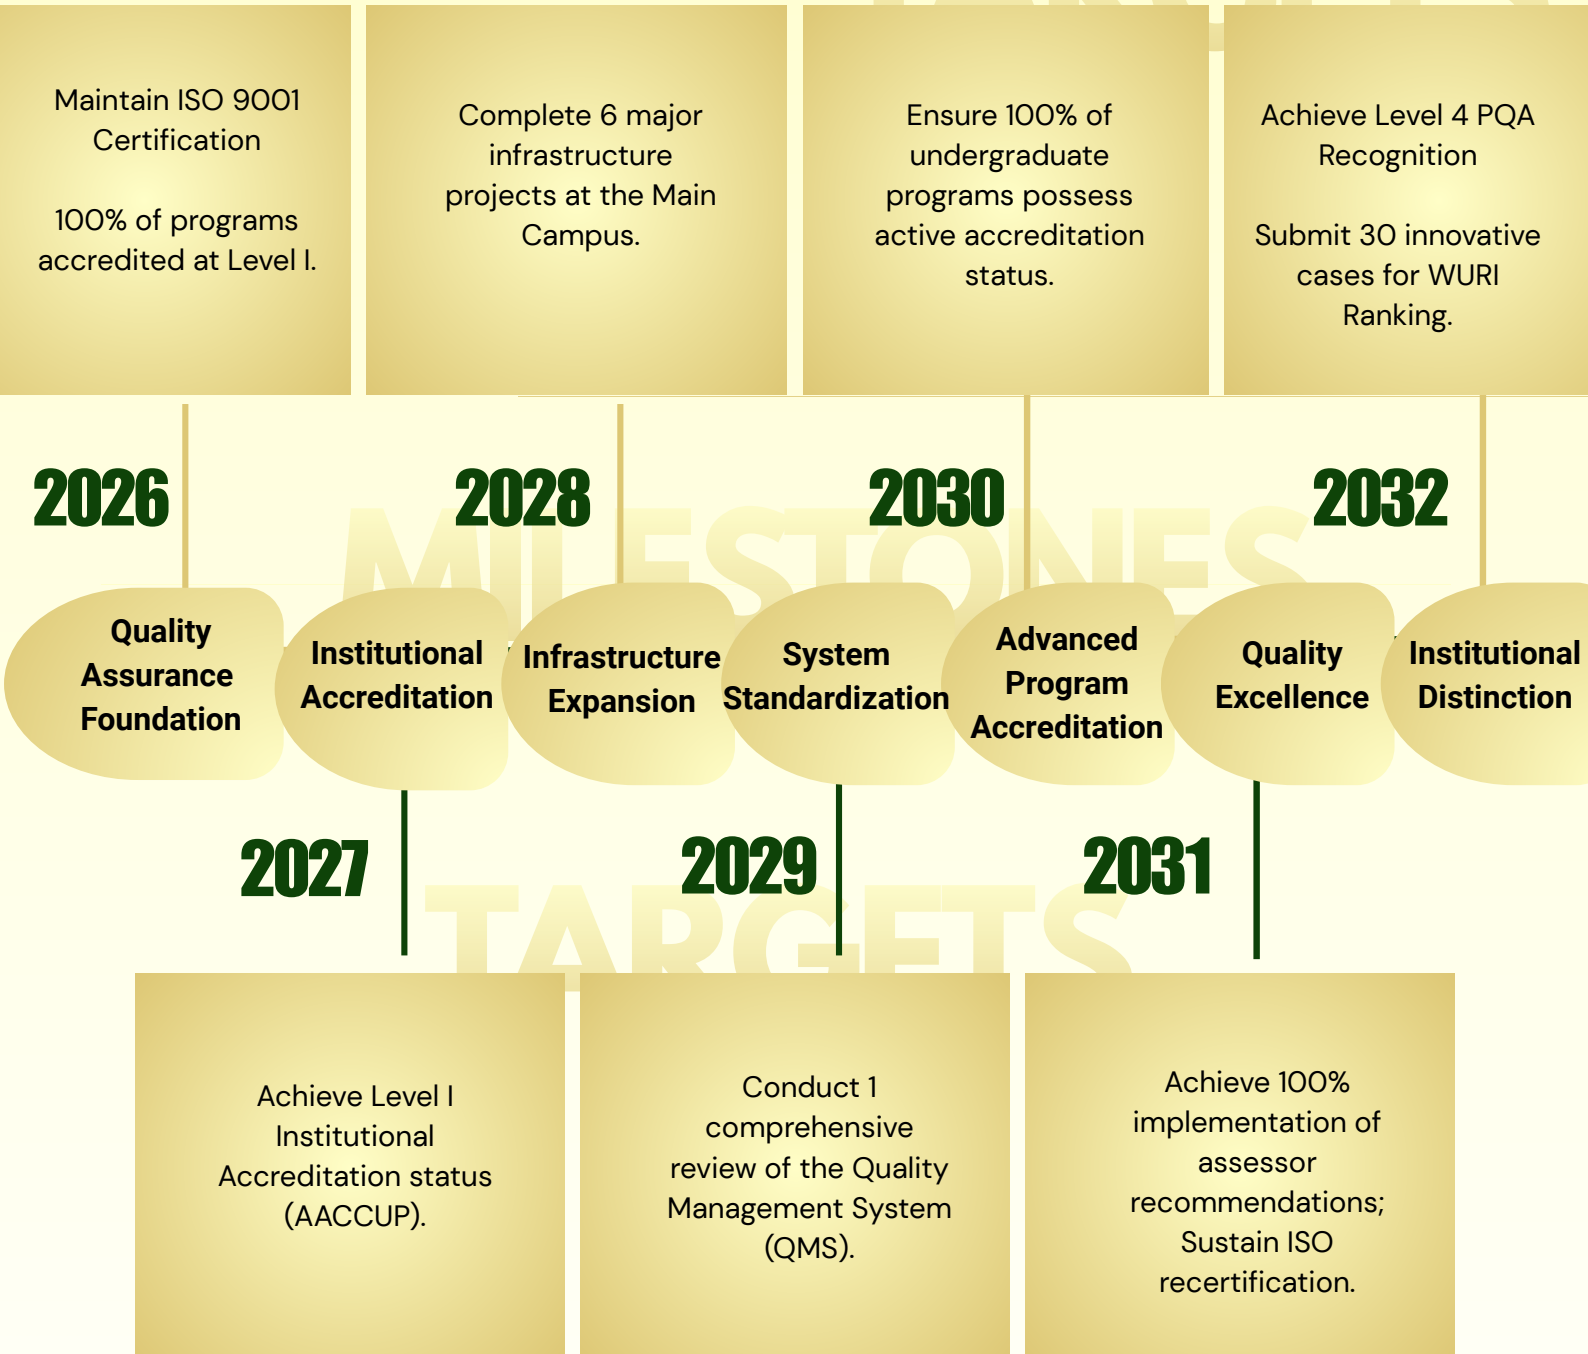 Maintain ISO 9001
Certification
100% of programs
accredited at Level I.
Complete 6 major
infrastructure
projects at the Main
Campus.
Ensure 100% of
undergraduate
programs possess
active accreditation
status.
Achieve Level 4 PQA
Recognition
Submit 30 innovative
cases for WURI
Ranking.
2026
2028
2030
2032
MILESTONES
Quality
Assurance
Foundation
Institutional
Accreditation
Infrastructure
Expansion
System
Standardization
Advanced
Program
Accreditation
Quality
Excellence
Institutional
Distinction
2027
2029
2031
TARGETS
Achieve Level I
Institutional
Accreditation status
(AACCUP).
Conduct 1
comprehensive
review of the Quality
Management System
(QMS).
Achieve 100%
implementation of
assessor
recommendations;
Sustain ISO
recertification.